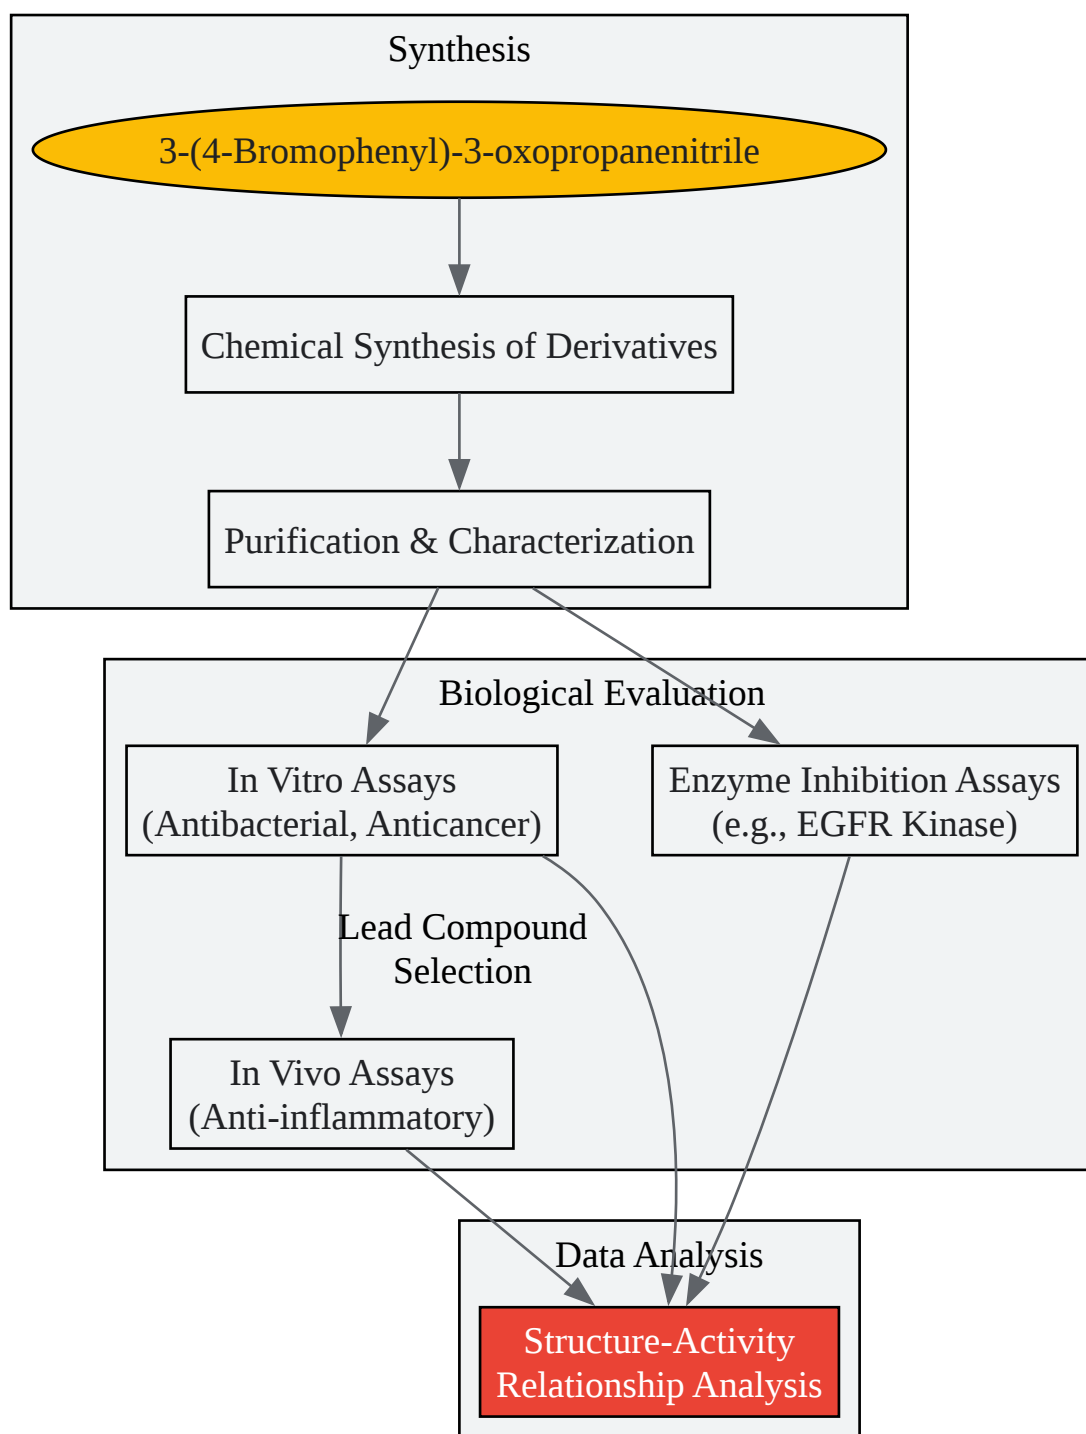 Synthesis
3-(4-Bromophenyl)-3-oxopropanenitrile
Chemical Synthesis of Derivatives
Purification & Characterization
Biological Evaluation
In Vitro Assays
(Antibacterial, Anticancer)
Enzyme Inhibition Assays
(e.g., EGFR Kinase)
Lead Compound
Selection
In Vivo Assays
(Anti-inflammatory)
Data Analysis
Structure-Activity
Relationship Analysis